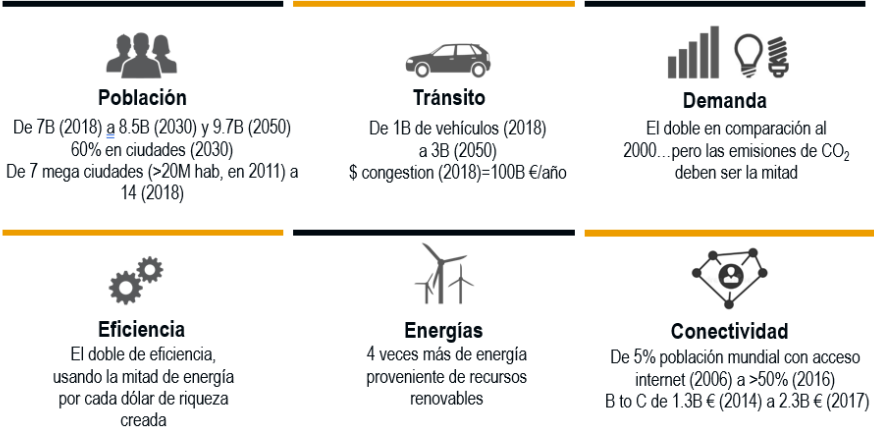 Población
De 7B (2018) a 8.5B (2030) y 9.7B (2050)
60% en ciudades (2030)
De 7 mega ciudades (>20M hab, en 2011) a
14 (2018)
Tránsito
De 1B de vehículos (2018)
a 3B (2050)
$ congestion (2018)=100B €/año
Demanda
El doble en comparación al
2000…pero las emisiones de CO₂
deben ser la mitad
Eficiencia
El doble de eficiencia,
usando la mitad de energía
por cada dólar de riqueza
creada
Energías
4 veces más de energía
proveniente de recursos
renovables
Conectividad
De 5% población mundial con acceso
internet (2006) a >50% (2016)
B to C de 1.3B € (2014) a 2.3B € (2017)